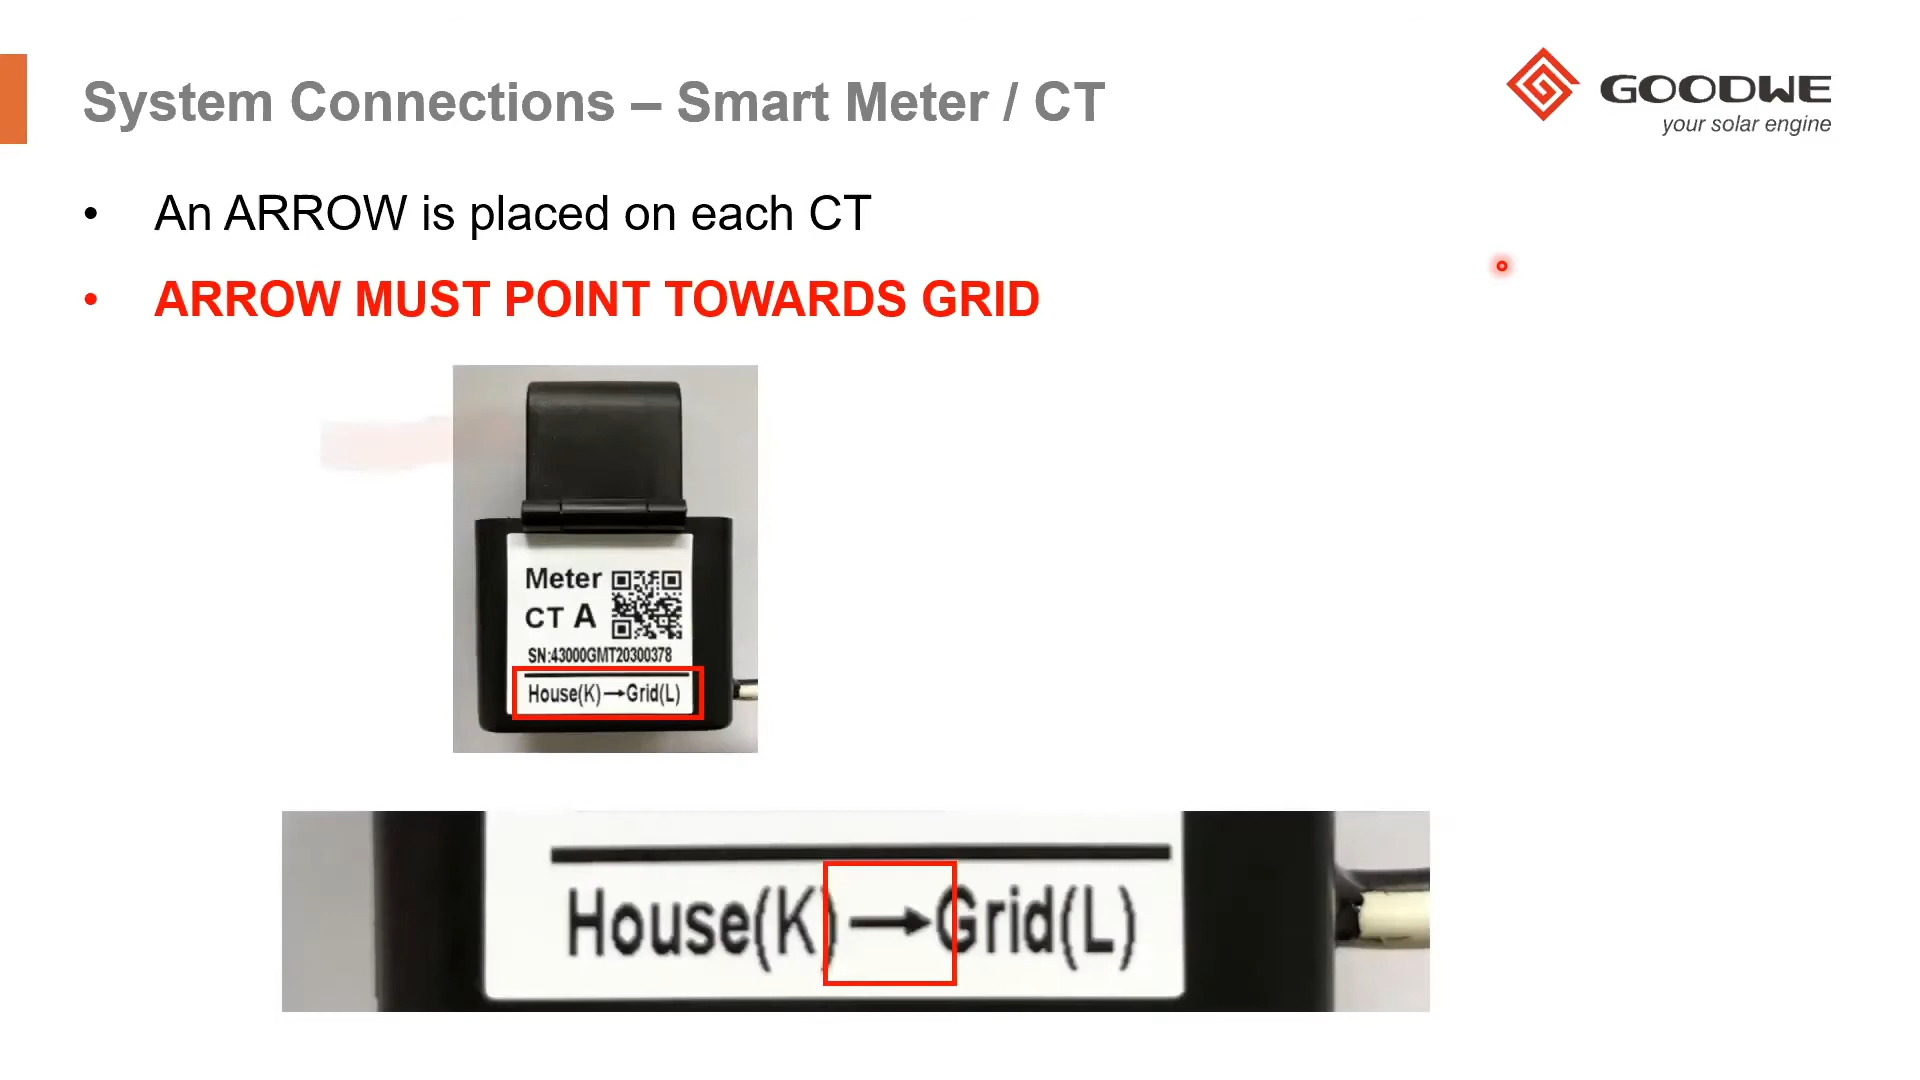 System Connections – Smart Meter / CT
GOODWE
your solar engine
• An ARROW is placed on each CT
• ARROW MUST POINT TOWARDS GRID
Meter
CT A
SN:43000GMT20300378
House(K)→Grid(L)
House(K)→Grid(L)